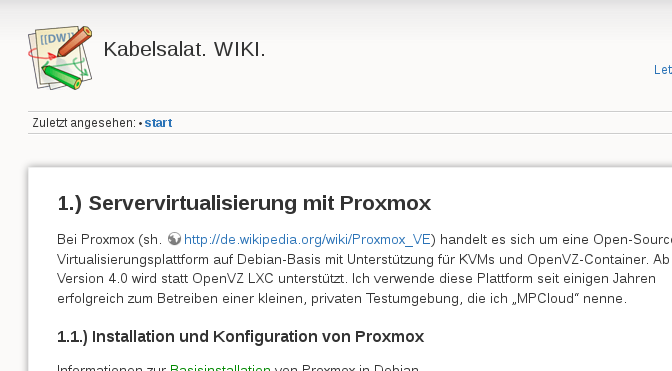 [[DW]]
Kabelsalat. WIKI.
Let
Zuletzt angesehen: • start
1.) Servervirtualisierung mit Proxmox
Bei Proxmox (sh. http://de.wikipedia.org/wiki/Proxmox_VE) handelt es sich um eine Open-Source
Virtualisierungsplattform auf Debian-Basis mit Unterstützung für KVMs und OpenVZ-Container. Ab
Version 4.0 wird statt OpenVZ LXC unterstützt. Ich verwende diese Plattform seit einigen Jahren
erfolgreich zum Betreiben einer kleinen, privaten Testumgebung, die ich „MPCloud“ nenne.
1.1.) Installation und Konfiguration von Proxmox
Informationen zur Basisinstallation von Proxmox in Debian